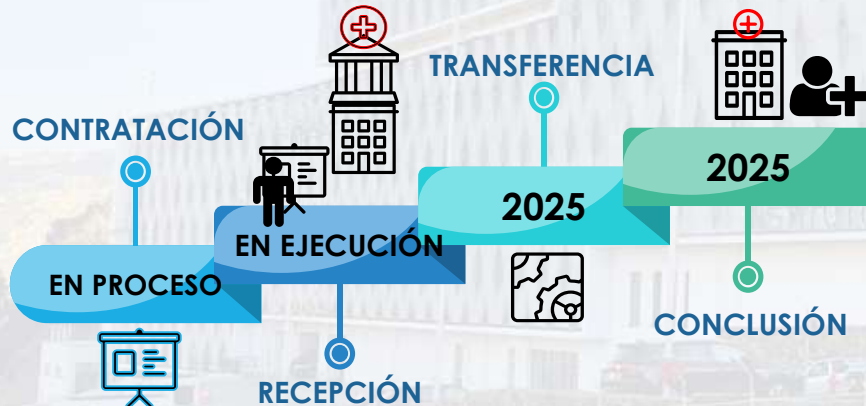 TRANSFERENCIA
CONTRATACIÓN
2025
2025
EN EJECUCIÓN
EN PROCESO
CONCLUSIÓN
RECEPCIÓN